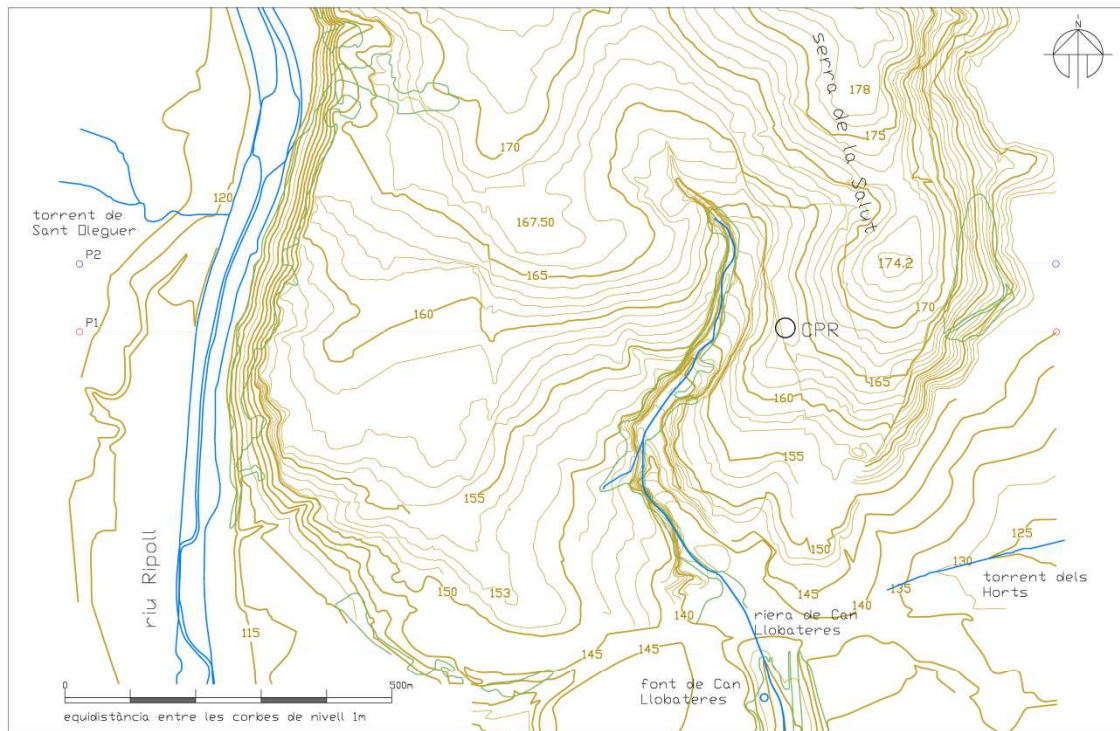 N
serra de la Salut
178
175
170
120
torrent de
Sant Oleguer
167.50
P2
174.2
165
170
160
P1
CPR
165
160
155
155
150
125
130
riu Ripoll
150
153
145
135
torrent dels
Horts
140
140
115
riera de Can
Llobateres
145
145
0
500m
font de Can
Llobateres
equidistància entre les corbes de nivell 1m